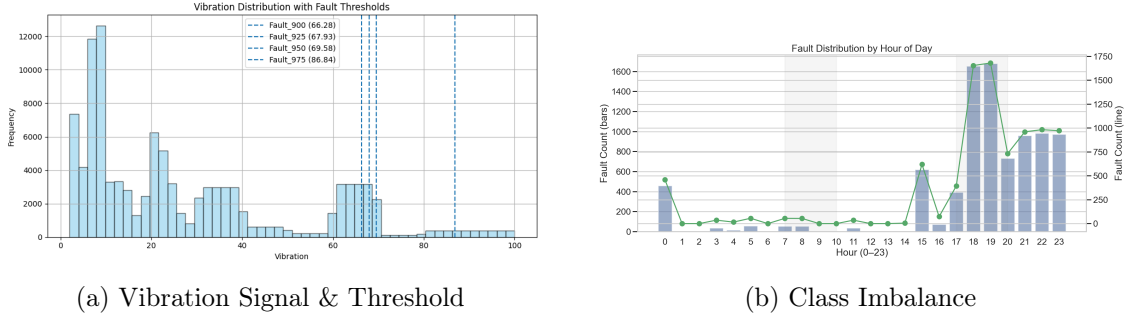 Vibration Distribution with Fault Thresholds
Fault_900 (66.28)
Fault_925 (67.93)
Fault_950 (69.58)
Fault_975 (86.84)
Frequency
12000
10000
8000
6000
4000
2000
0
0 20 40 60 80 100
Vibration
(a) Vibration Signal & Threshold
Fault Distribution by Hour of Day
Fault Count (bars)
1600
1400
1200
1000
800
600
400
200
0
1750
1500
1250
1000
750
500
250
0
Fault Count (line)
0 1 2 3 4 5 6 7 8 9 10 11 12 13 14 15 16 17 18 19 20 21 22 23
Hour (0–23)
(b) Class Imbalance